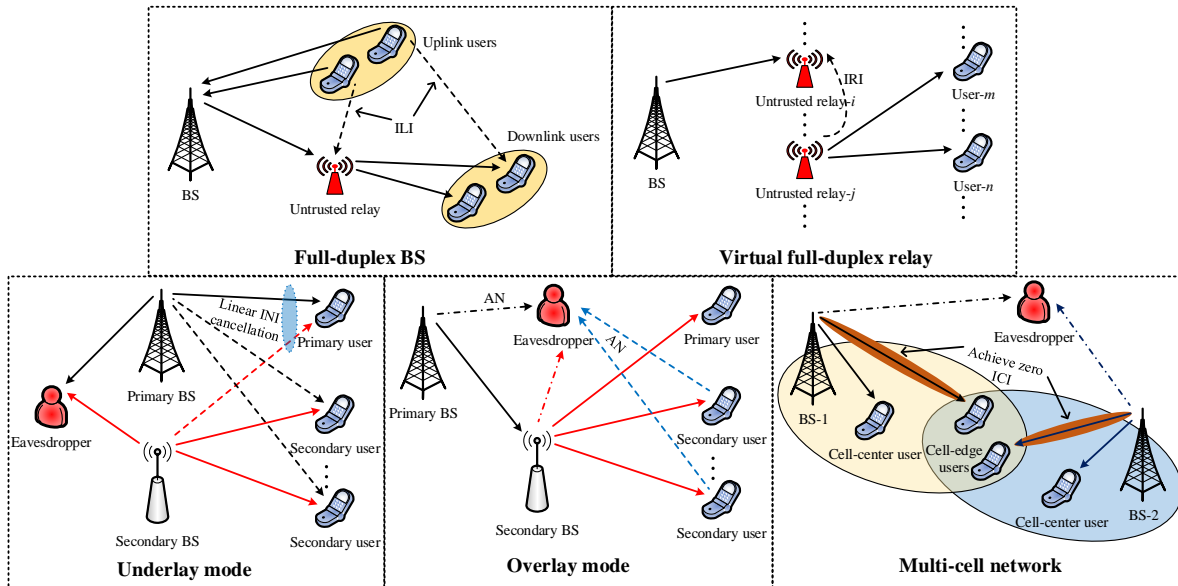 Uplink users
ILI
Downlink users
BS
Untrusted relay
Full-duplex BS
Untrusted relay-i
IRI
User-m
BS
Untrusted relay-j
User-n
Virtual full-duplex relay
Linear INI
cancellation
Primary user
Primary BS
Eavesdropper
Secondary user
Secondary BS
Secondary user
Underlay mode
AN
Eavesdropper
AN
Primary user
Primary BS
Secondary user
Secondary BS
Secondary user
Overlay mode
Eavesdropper
Achieve zero
ICI
BS-1
Cell-center user
Cell-edge
users
Cell-center user
BS-2
Multi-cell network